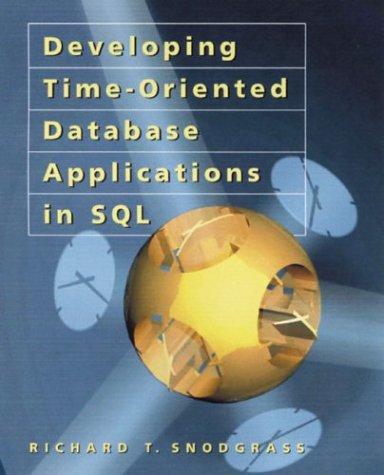 Developing
Time-Oriented
Database
Applications
in SQL
RICHARD T. SNODGRASS